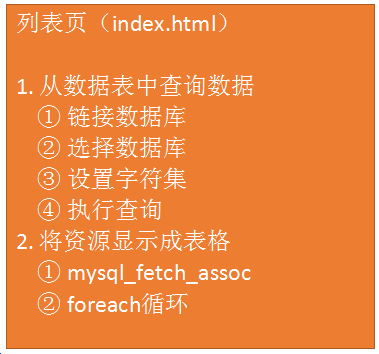 列表页（index.html）
1. 从数据表中查询数据
① 链接数据库
② 选择数据库
③ 设置字符集
④ 执行查询
2. 将资源显示成表格
① mysql_fetch_assoc
② foreach循环